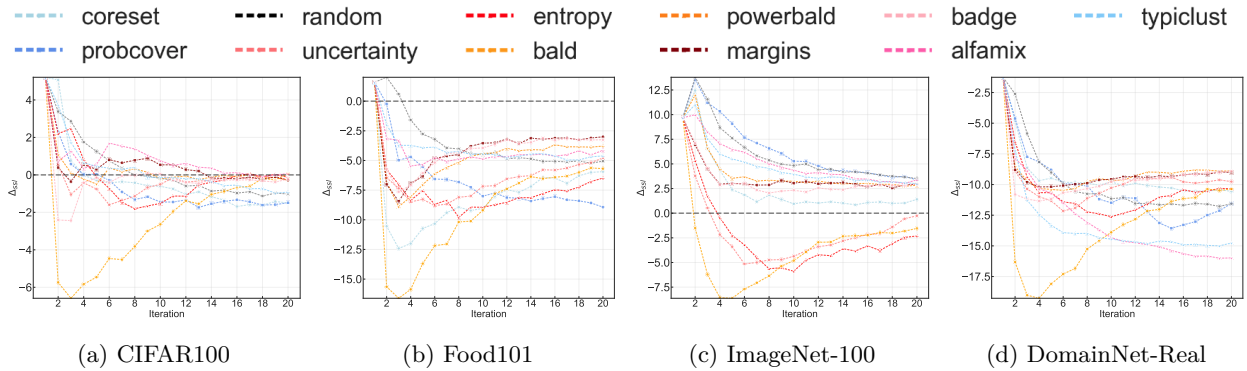 coreset random entropy powerbald badge typiclust
probcover uncertainty bald margins alfamix
4 2 0 −2 −4 −6
Δssl
2 4 6 8 10 12 14 16 18 20
Iteration
0.0 −2.5 −5.0 −7.5 −10.0 −12.5 −15.0
Δssl
2 4 6 8 10 12 14 16 18 20
Iteration
12.5 10.0 7.5 5.0 2.5 0.0 −2.5 −5.0 −7.5
Δssl
2 4 6 8 10 12 14 16 18 20
Iteration
−2.5 −5.0 −7.5 −10.0 −12.5 −15.0 −17.5
Δssl
2 4 6 8 10 12 14 16 18 20
Iteration
(a) CIFAR100 (b) Food101 (c) ImageNet-100 (d) DomainNet-Real